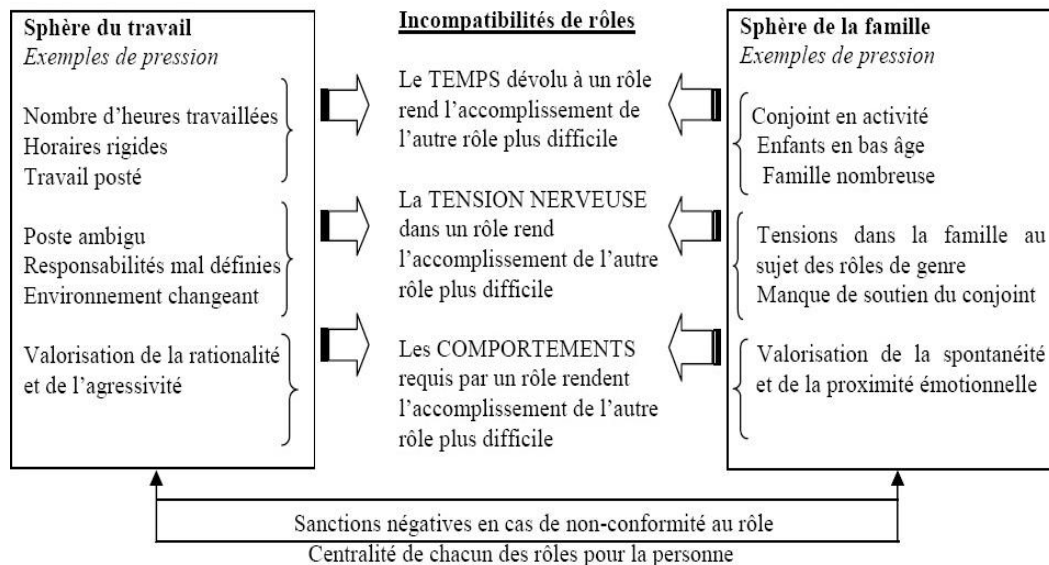 Sphère du travail
Exemples de pression
Nombre d'heures travaillées
Horaires rigides
Travail posté
Poste ambigu
Responsabilités mal définies
Environnement changeant
Valorisation de la rationalité
et de l'agressivité
Incompatibilités de rôles
Le TEMPS dévolu à un rôle
rend l'accomplissement de
l'autre rôle plus difficile
La TENSION NERVEUSE
dans un rôle rend
l'accomplissement de l'autre
rôle plus difficile
Les COMPORTEMENTS
requis par un rôle rendent
l'accomplissement de l'autre
rôle plus difficile
Sphère de la famille
Exemples de pression
Conjoint en activité
Enfants en bas âge
Famille nombreuse
Tensions dans la famille au
sujet des rôles de genre
Manque de soutien du conjoint
Valorisation de la spontanéité
et de la proximité émotionnelle
Sanctions négatives en cas de non-conformité au rôle
Centralité de chacun des rôles pour la personne